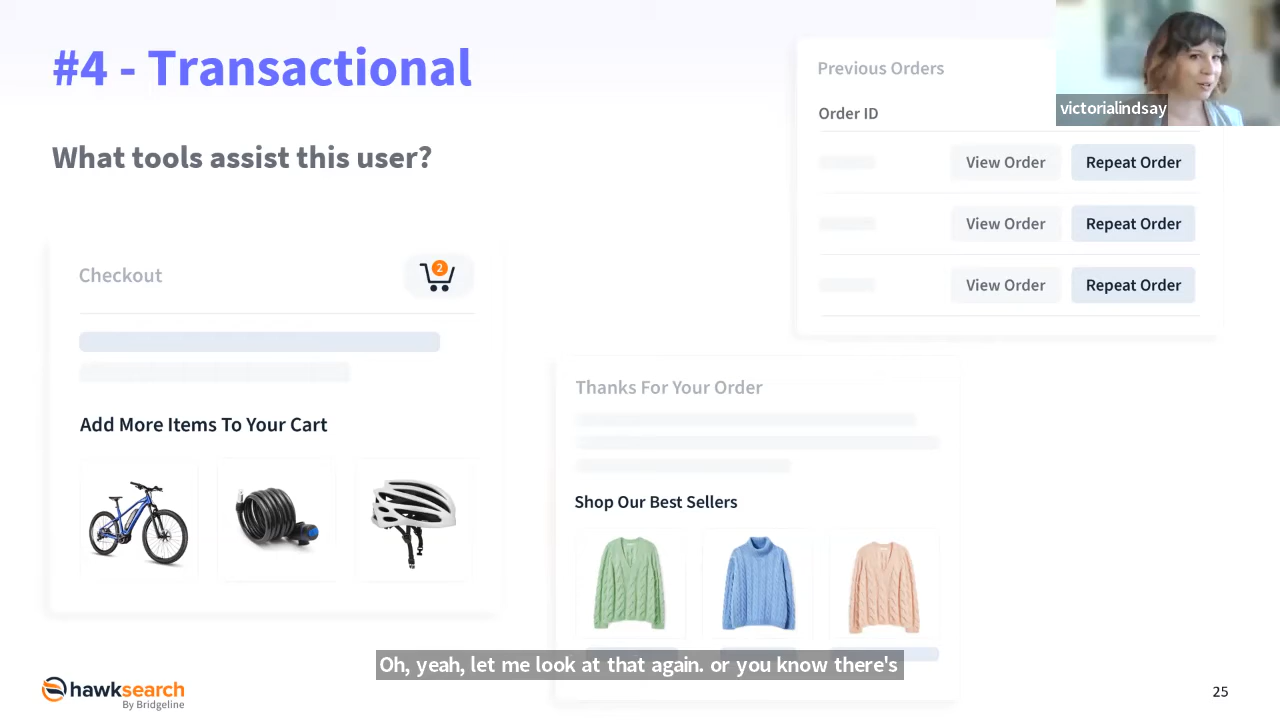 #4 - Transactional
What tools assist this user?
Previous Orders
Order ID
View Order
Repeat Order
View Order
Repeat Order
View Order
Repeat Order
victorialindsay
Checkout
2
Add More Items To Your Cart
Thanks For Your Order
Shop Our Best Sellers
Oh, yeah, let me look at that again. or you know there's
hawksearch
By Bridgeline
25